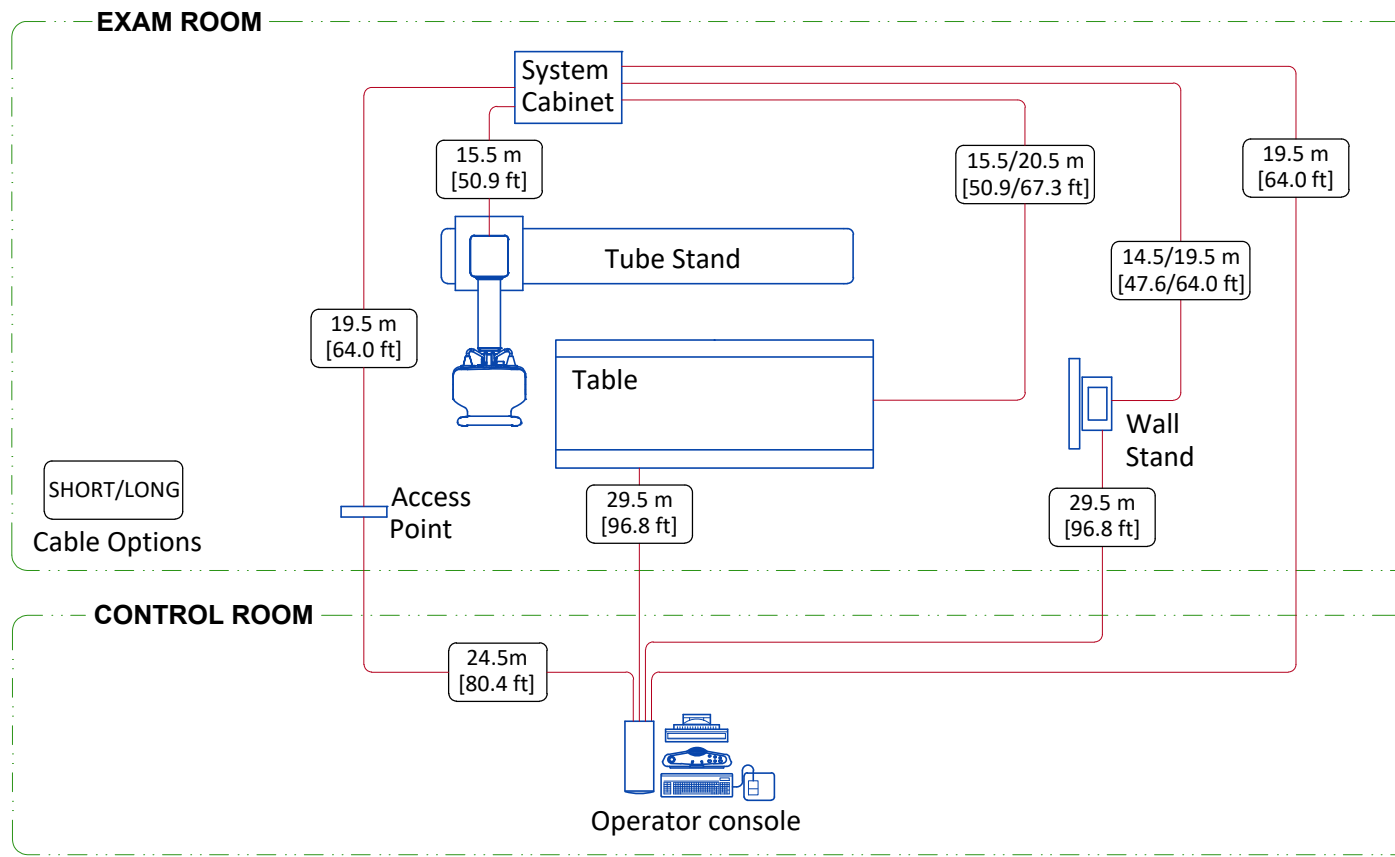 EXAM ROOM
System
Cabinet
15.5 m
[50.9 ft]
15.5/20.5 m
[50.9/67.3 ft]
19.5 m
[64.0 ft]
Tube Stand
14.5/19.5 m
[47.6/64.0 ft]
19.5 m
[64.0 ft]
Table
Wall
Stand
SHORT/LONG
Cable Options
Access
Point
29.5 m
[96.8 ft]
29.5 m
[96.8 ft]
CONTROL ROOM
24.5m
[80.4 ft]
Operator console